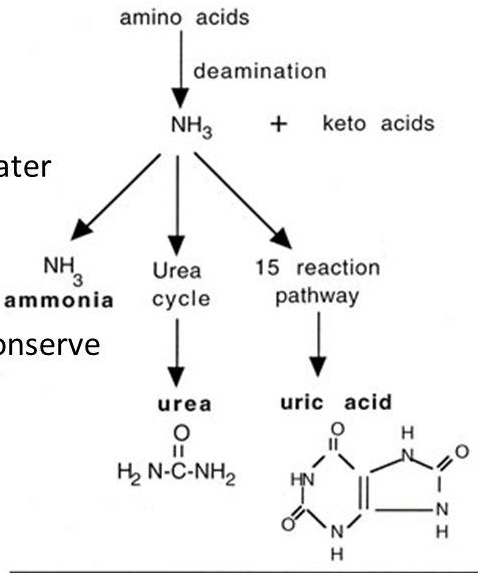 amino acids
deamination
NH₃ + keto acids
ater
NH₃ Urea 15 reaction
ammonia cycle pathway
onserve
urea uric acid
O
H₂ N-C-NH₂
O
H
N
O
HN
N
H
O
N
H